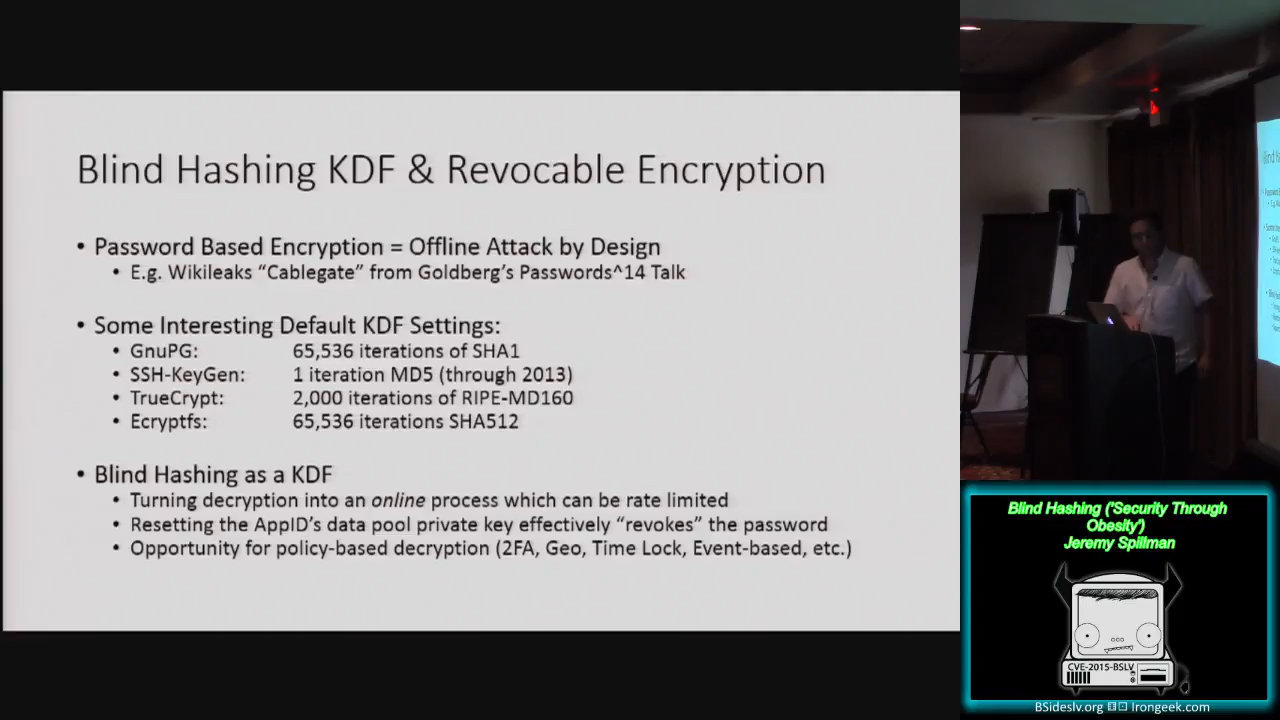 Blind Hashing KDF & Revocable Encryption
• Password Based Encryption = Offline Attack by Design
• E.g. Wikileaks “Cablegate” from Goldberg’s Passwords^14 Talk
• Some Interesting Default KDF Settings:
• GnuPG: 65,536 iterations of SHA1
• SSH-KeyGen: 1 iteration MD5 (through 2013)
• TrueCrypt: 2,000 iterations of RIPE-MD160
• Ecryptfs: 65,536 iterations SHA512
• Blind Hashing as a KDF
• Turning decryption into an online process which can be rate limited
• Resetting the AppID’s data pool private key effectively “revokes” the password
• Opportunity for policy-based decryption (2FA, Geo, Time Lock, Event-based, etc.)
Blind Hashing ('Security Through
Obesity')
Jeremy Spillman
CVE-2015-BSLV
BSideslv.org Irongeek.com